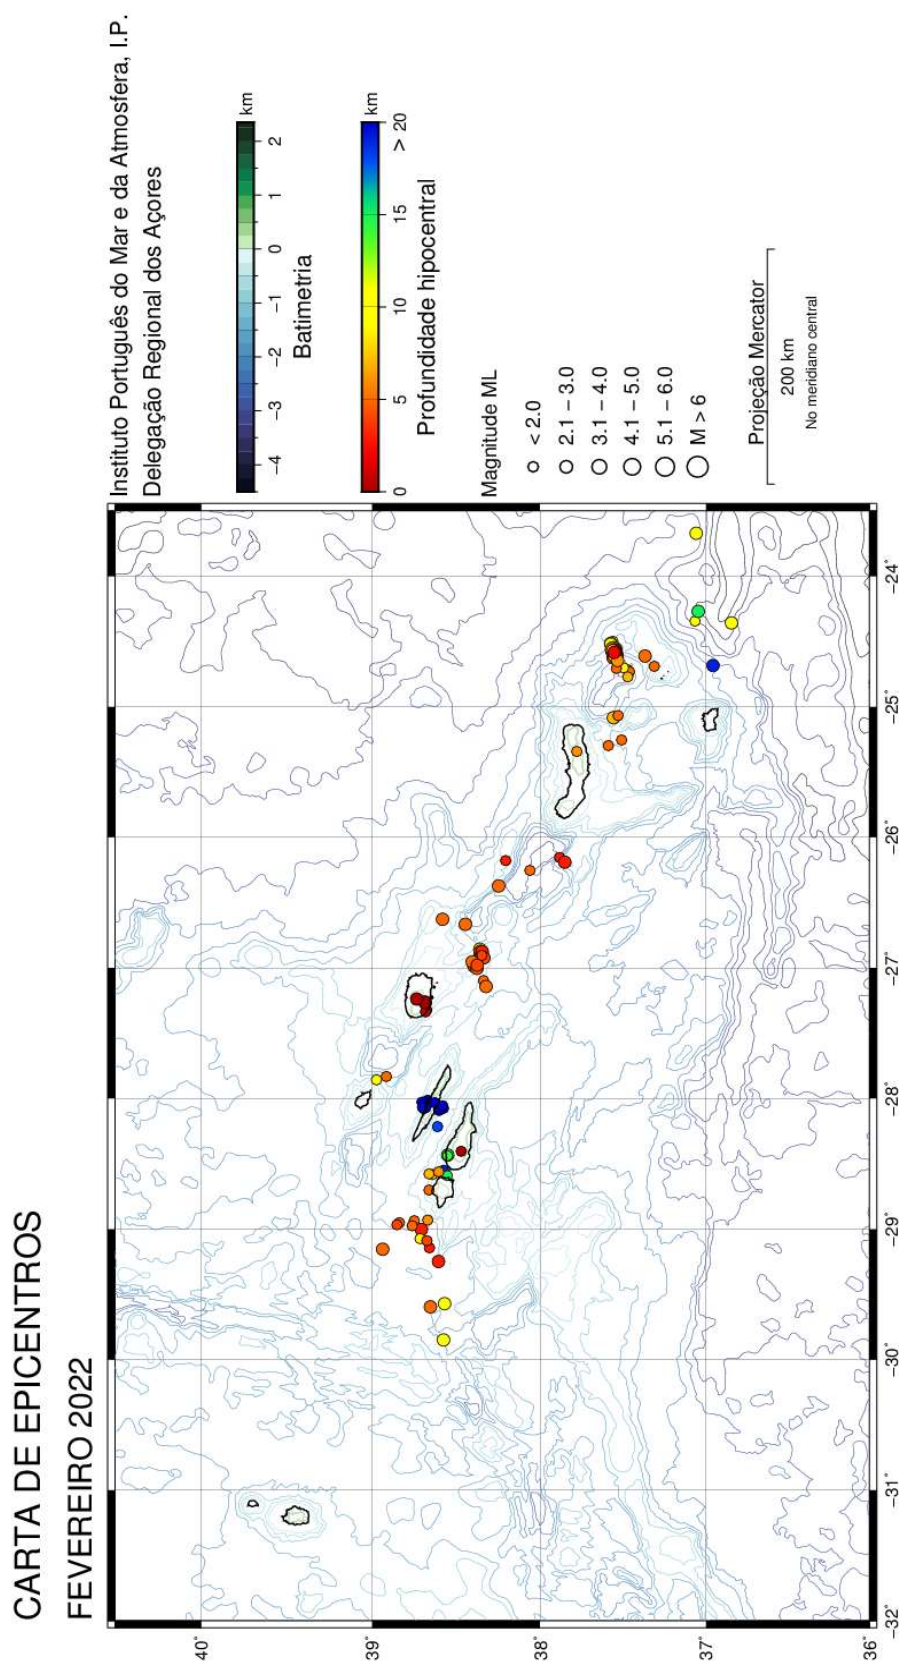 CARTA DE EPICENTROS
FEVEREIRO 2022
Instituto Português do Mar e da Atmosfera, I.P.
Delegação Regional dos Açores
km
−4 −3 −2 −1 0 1 2
Batimetria
km
0 5 10 15 > 20
Profundidade hipocentral
Magnitude ML
< 2.0
2.1 − 3.0
3.1 − 4.0
4.1 − 5.0
5.1 − 6.0
M > 6
Projeção Mercator
200 km
No meridiano central
40˚
39˚
38˚
37˚
36˚
−32˚ −31˚ −30˚ −29˚ −28˚ −27˚ −26˚ −25˚ −24˚